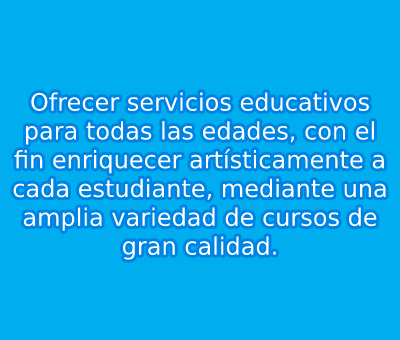 Ofrecer servicios educativos
para todas las edades, con el
fin enriquecer artísticamente a
cada estudiante, mediante una
amplia variedad de cursos de
gran calidad.